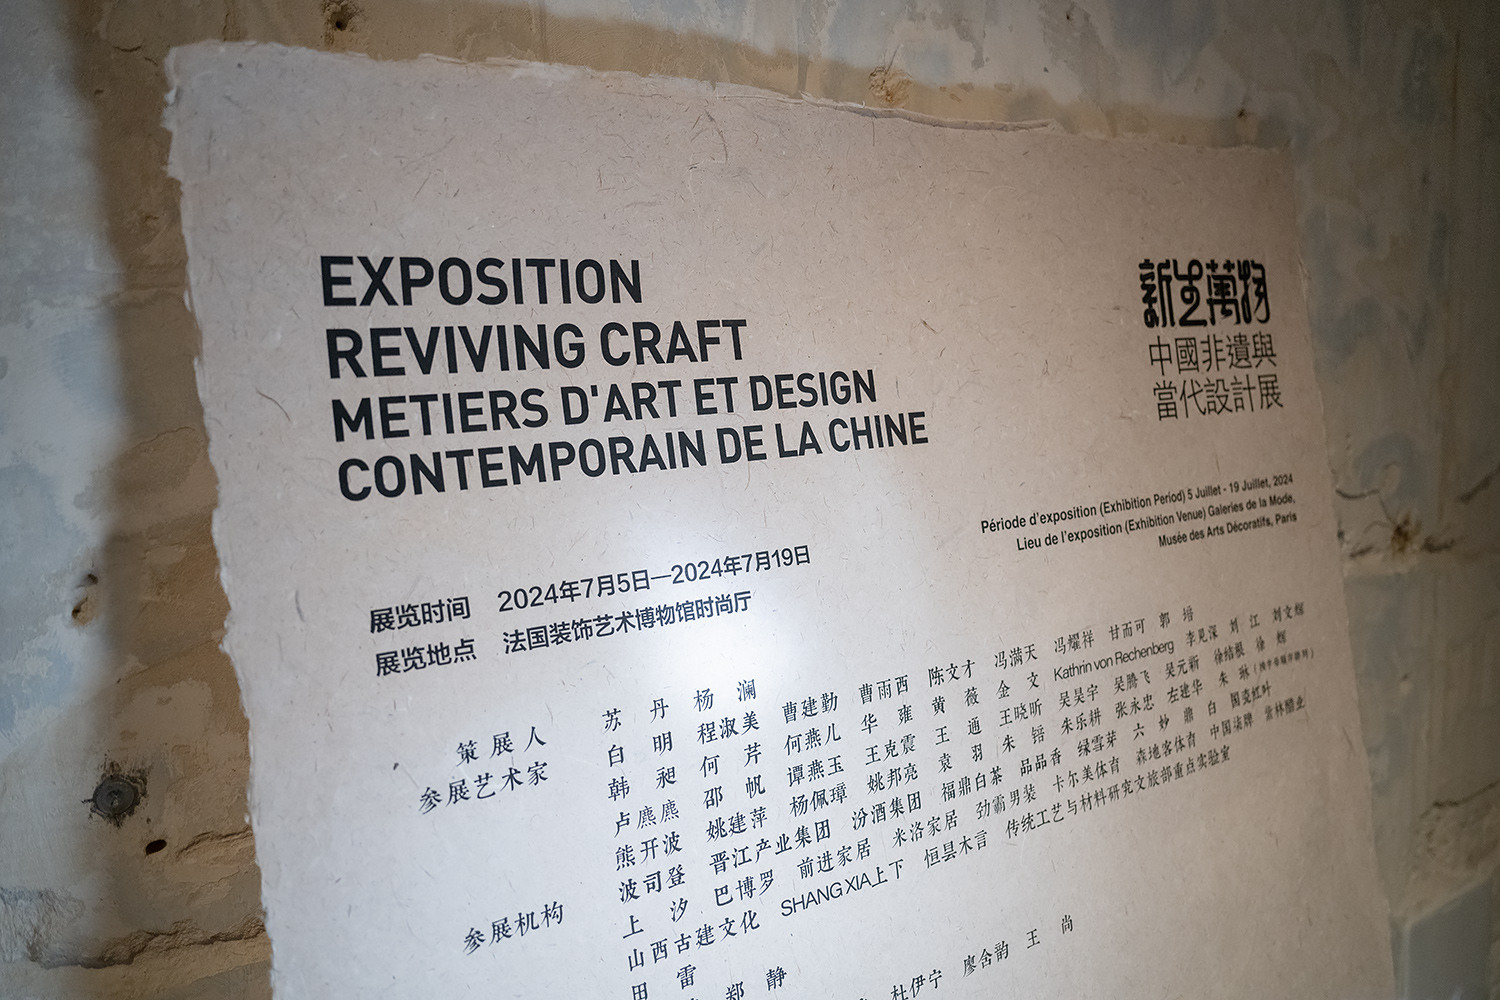 EXPOSITION
REVIVING CRAFT
METIERS D'ART ET DESIGN
CONTEMPORAIN DE LA CHINE
新生萬物
中國非遺與
當代設計展
Période d'exposition (Exhibition Period) 5 Juillet - 19 Juillet, 2024
Lieu de l'exposition (Exhibition Venue) Galeries de la Mode,
Musée des Arts Décoratifs, Paris
展览时间 2024年7月5日—2024年7月19日
展览地点 法国装饰艺术博物馆时尚厅
策展人 苏丹 杨澜
参展艺术家 白明 程淑美 曹建勤 曹雨西 陈文才 冯满天 冯耀祥 甘而可 郭培
韩昶 何芹 何燕儿 华雍 黄薇 金文 Kathrin von Rechenberg 李见深 刘江 刘文辉
卢麃麃 邵帆 谭燕玉 王克震 王通 王晓昕 吴昊宇 吴腾飞 吴元新 徐结根 徐辉
熊开波 姚建萍 杨佩璋 姚邦亮 袁羽 朱锫 朱乐耕 张永忠 左建华 朱琳
参展机构 波司登 晋江产业集团 汾酒集团 福鼎白茶 品品香 绿雪芽 六妙 鼎白 国瓷红叶
上汐 巴博罗 前进家居 米洛家居 劲霸男装 卡尔美体育 森地客体育 中国柒牌
山西古建文化 SHANG XIA上下 恒昙木言 传统工艺与材料研究文旅部重点实验室
田雷
郑静
杜伊宁 廖含韵 王尚